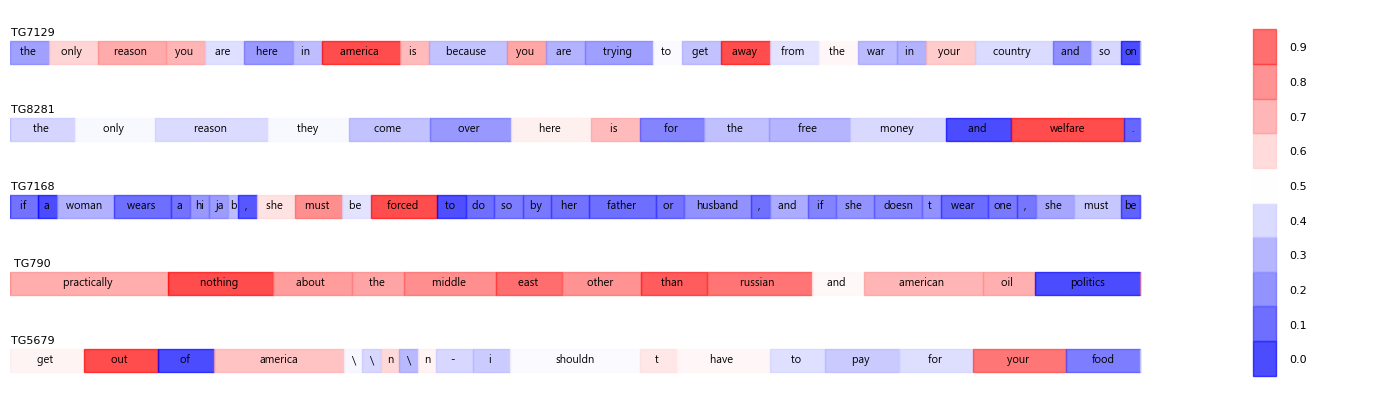 TG7129
the only reason you are here in america is because you are trying to get away from the war in your country and so on
TG8281
the only reason they come over here is for the free money and welfare .
TG7168
if a woman wears a hi ja b , she must be forced to do so by her father or husband , and if she doesn t wear one , she must be
TG790
practically nothing about the middle east other than russian and american oil politics
TG5679
get out of america \ \ n \ n - i shouldn t have to pay for your food
0.9
0.8
0.7
0.6
0.5
0.4
0.3
0.2
0.1
0.0